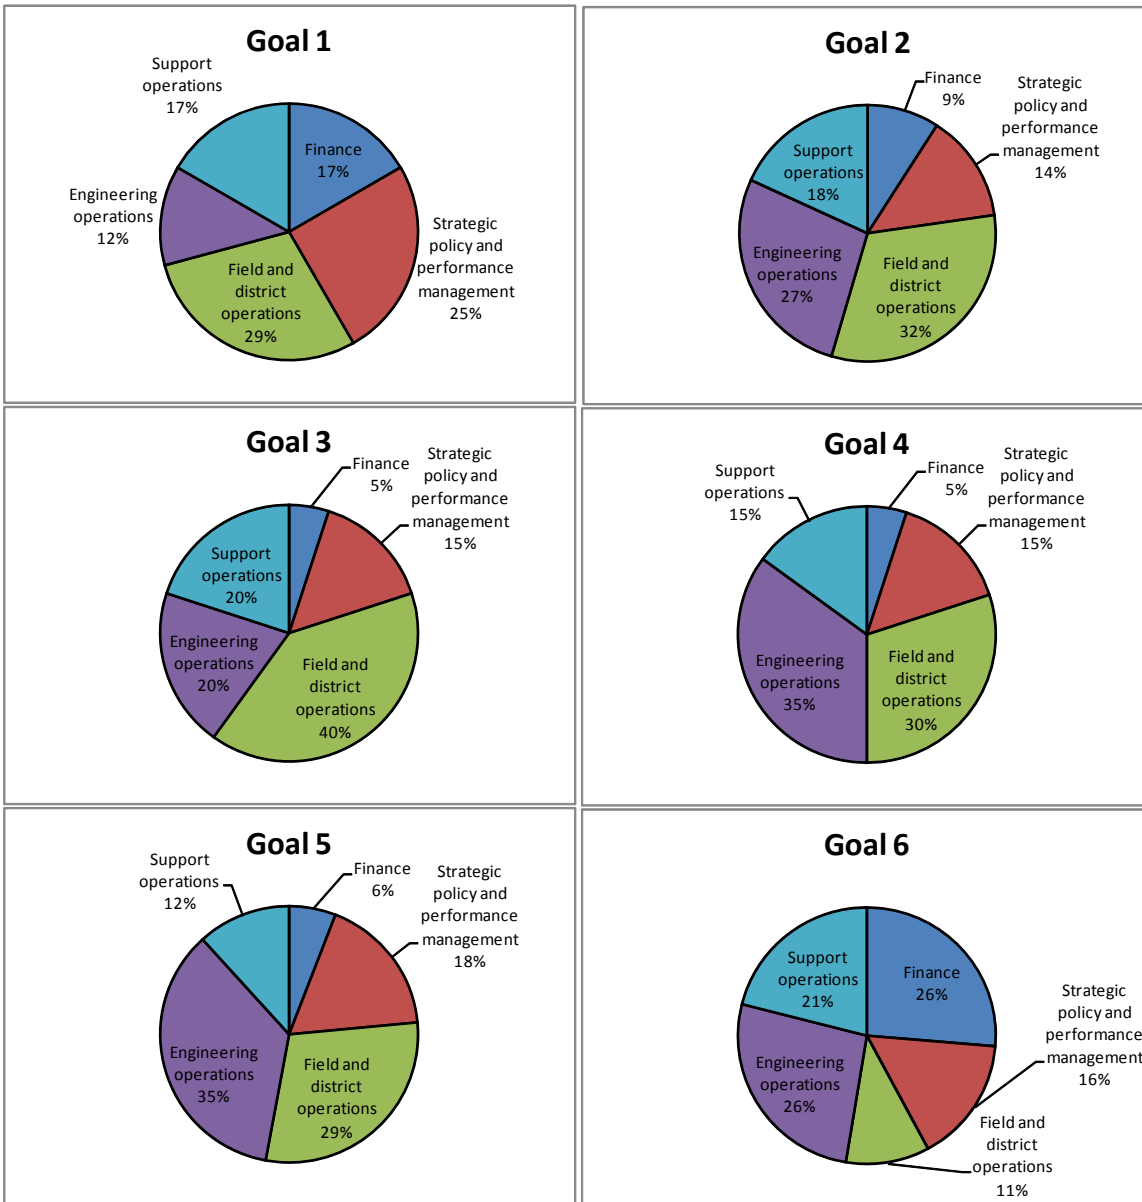 Goal 1
Support
operations
17%
Finance
17%
Engineering
operations
12%
Strategic
policy and
performance
management
25%
Field and
district
operations
29%
Goal 2
Finance
9%
Strategic
policy and
performance
management
14%
Support
operations
18%
Engineering
operations
27%
Field and
district
operations
32%
Goal 3
Finance
5%
Strategic
policy and
performance
management
15%
Support
operations
20%
Engineering
operations
20%
Field and
district
operations
40%
Goal 4
Support
operations
15%
Finance
5%
Strategic
policy and
performance
management
15%
Engineering
operations
35%
Field and
district
operations
30%
Goal 5
Support
operations
12%
Finance
6%
Strategic
policy and
performance
management
18%
Engineering
operations
35%
Field and
district
operations
29%
Goal 6
Support
operations
21%
Finance
26%
Strategic
policy and
performance
management
16%
Engineering
operations
26%
Field and
district
operations
11%